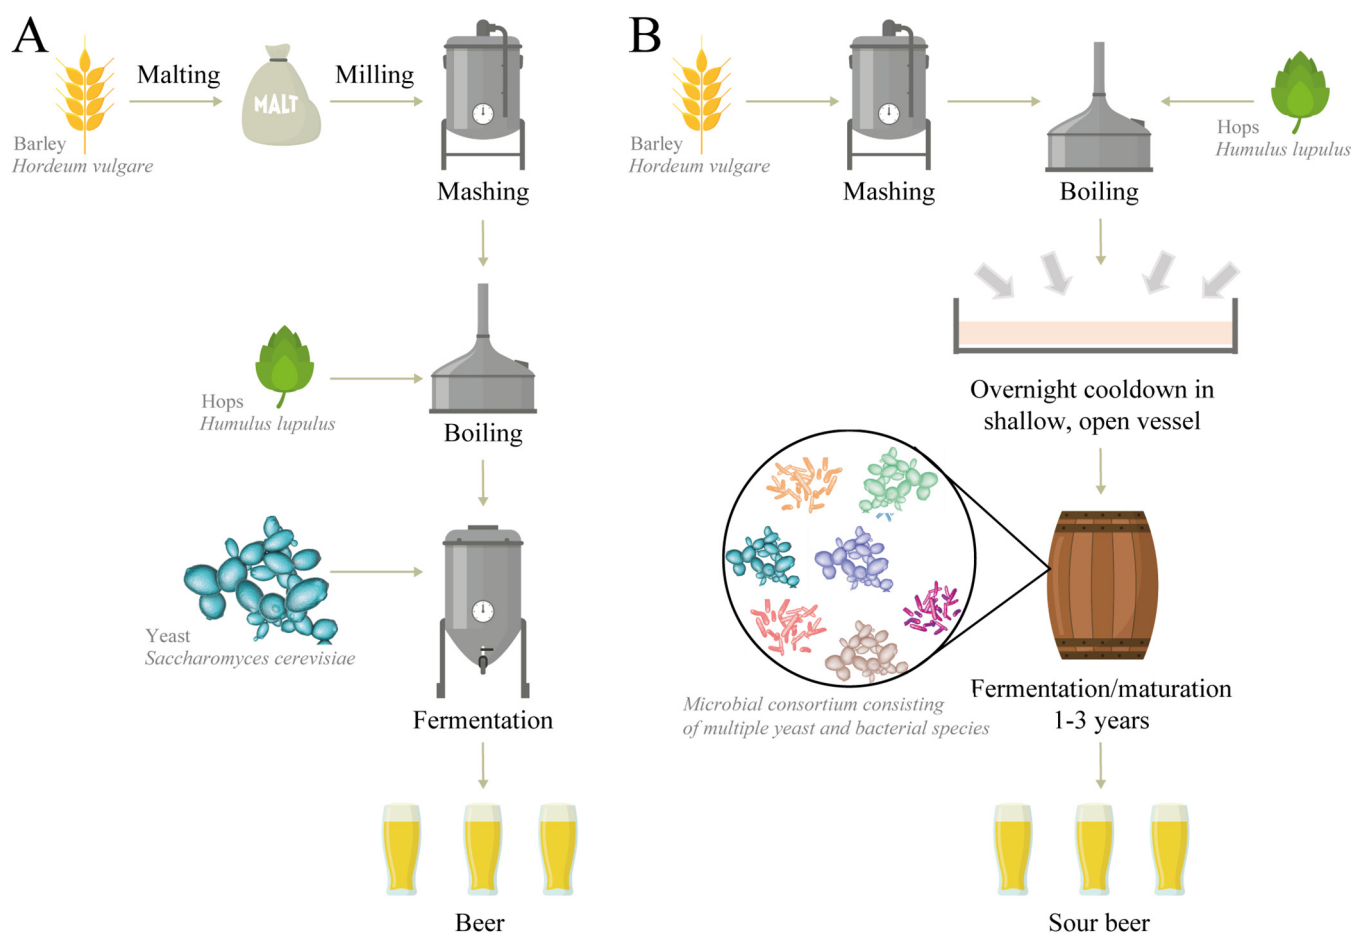 A
Malting
MALT
Milling
Barley
Hordeum vulgare
Mashing
Hops
Humulus lupulus
Boiling
Yeast
Saccharomyces cerevisiae
Fermentation
Beer
B
Barley
Hordeum vulgare
Mashing
Boiling
Hops
Humulus lupulus
Overnight cooldown in
shallow, open vessel
Microbial consortium consisting
of multiple yeast and bacterial species
Fermentation/maturation
1-3 years
Sour beer